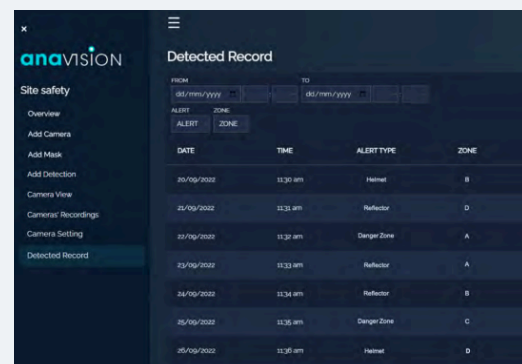 ×
anavision
Site safety
Overview
Add Camera
Add Mask
Add Detection
Camera View
Cameras' Recordings
Camera Setting
Detected Record
Detected Record
FROM TO
dd/mm/yyyy dd/mm/yyyy
ALERT ZONE
ALERT ZONE
DATE TIME ALERT TYPE ZONE
20/09/2022 11:30 am Helmet B
21/09/2022 11:31 am Reflector D
22/09/2022 11:32 am Danger Zone A
23/09/2022 11:33 am Reflector A
24/09/2022 11:34 am Reflector B
25/09/2022 11:35 am Danger Zone C
26/09/2022 11:36 am Helmet D